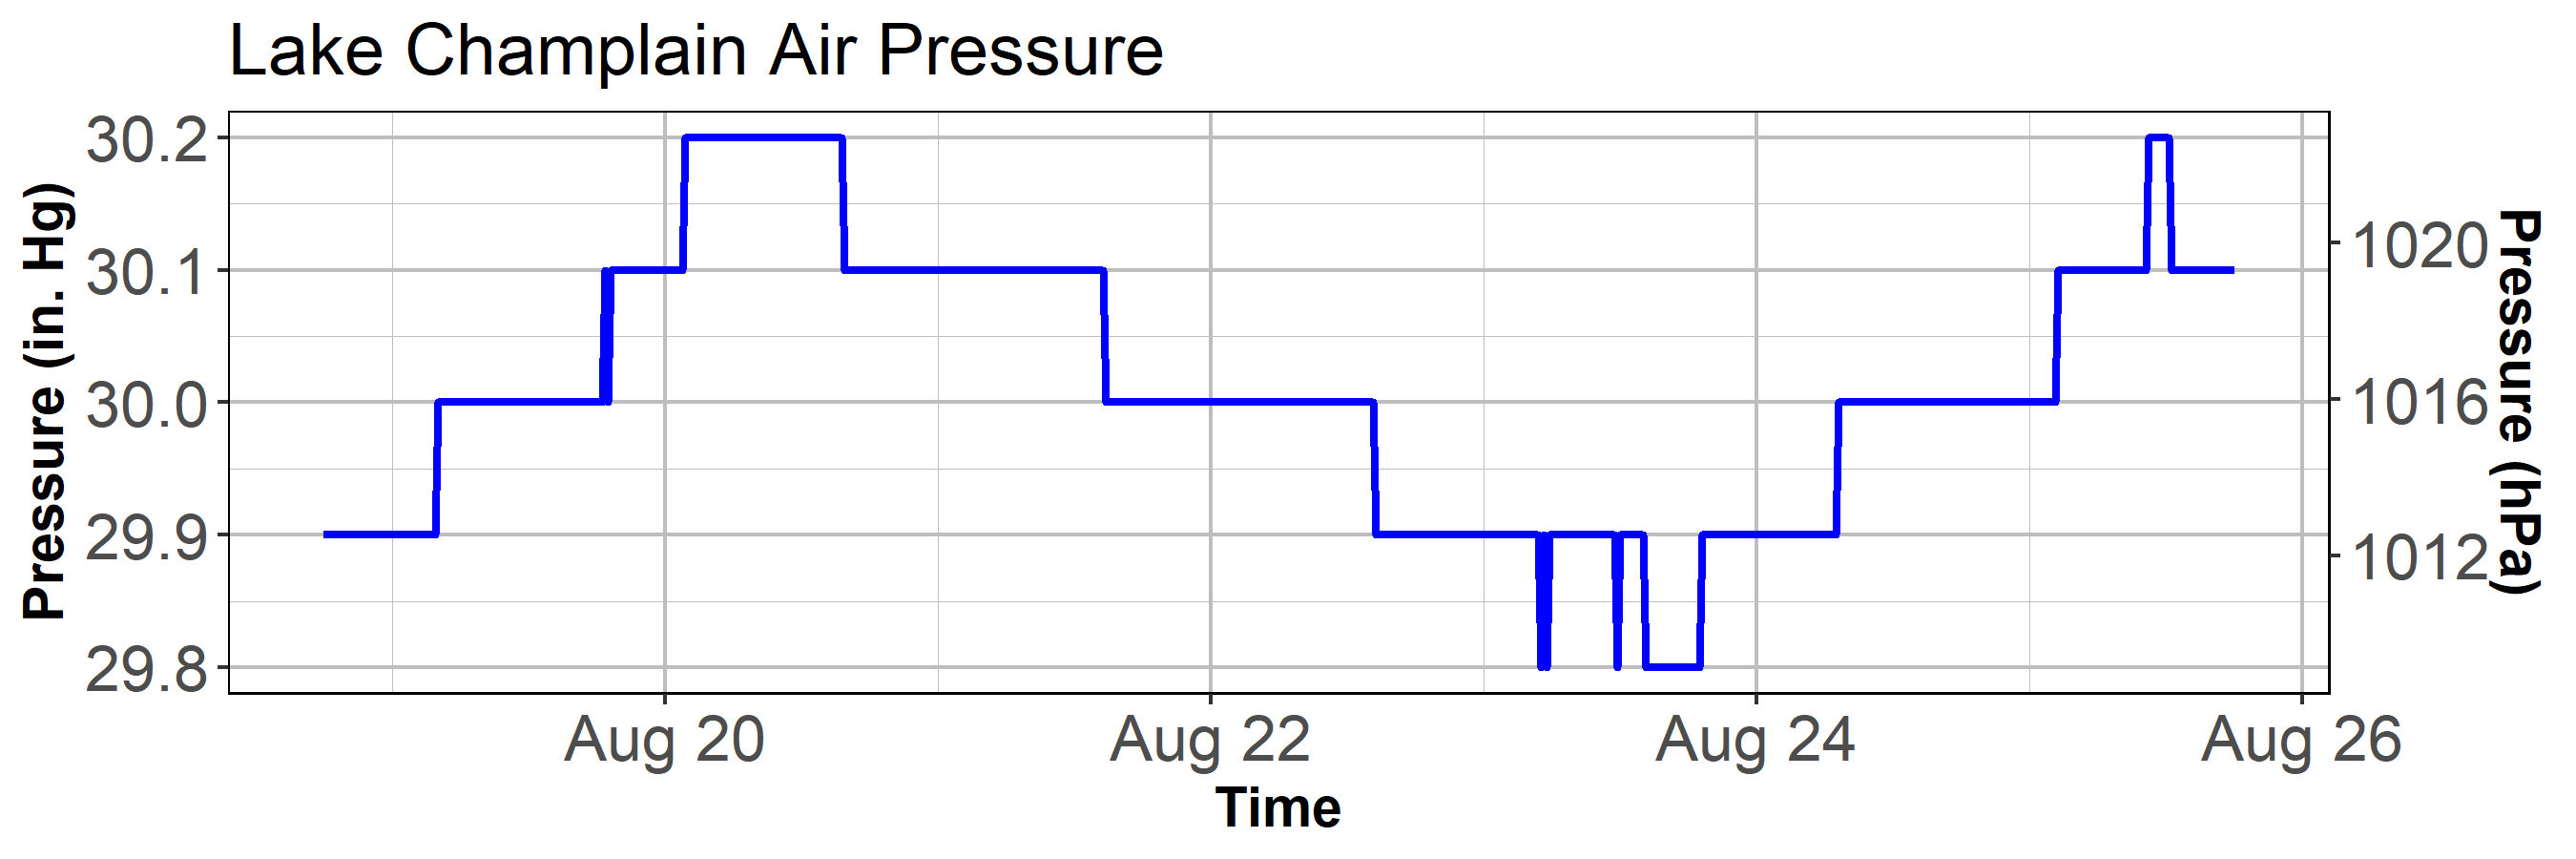 Lake Champlain Air Pressure
Pressure (in. Hg)
30.2
30.1
30.0
29.9
29.8
1020
1016
1012
Pressure (hPa)
Aug 20
Aug 22
Aug 24
Aug 26
Time